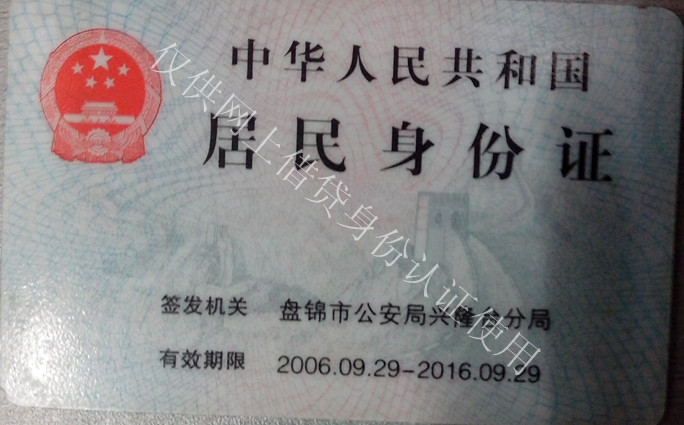 中华人民共和国
居民身份证
签发机关 盘锦市公安局兴隆台分局
有效期限 2006.09.29-2016.09.29
仅供网上借贷身份认证使用